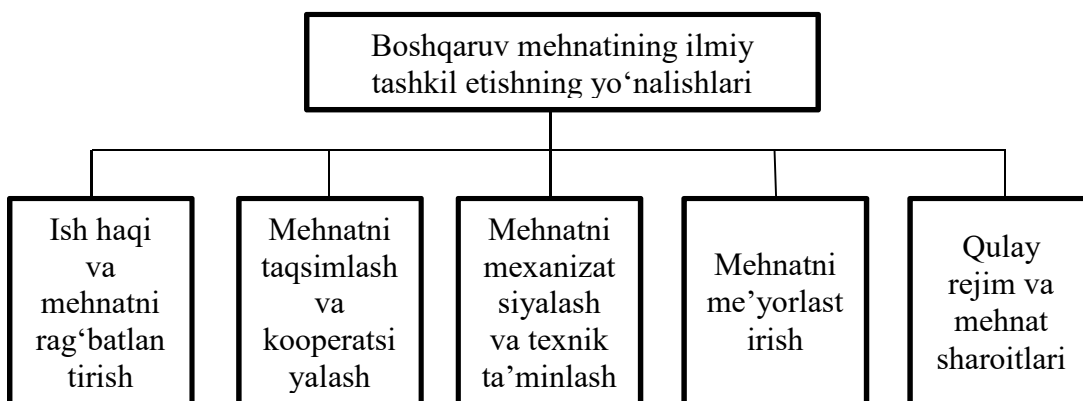 Boshqaruv mehnatining ilmiy
tashkil etishning yo‘nalishlari
Ish haqi
va
mehnatni
rag‘batlan
tirish
Mehnatni
taqsimlash
va
kooperatsi
yalash
Mehnatni
mexanizat
siyalash
va texnik
ta’minlash
Mehnatni
me’yorlast
irish
Qulay
rejim va
mehnat
sharoitlari